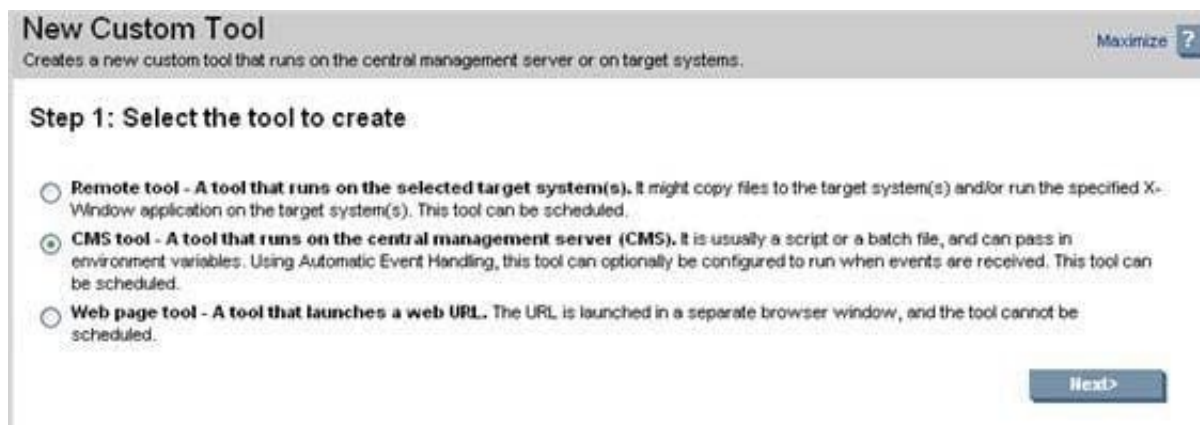 New Custom Tool
Maximize ?
Creates a new custom tool that runs on the central management server or on target systems.
Step 1: Select the tool to create
Remote tool - A tool that runs on the selected target system(s). It might copy files to the target system(s) and/or run the specified X-
Window application on the target system(s). This tool can be scheduled.
CMS tool - A tool that runs on the central management server (CMS). It is usually a script or a batch file, and can pass in
environment variables. Using Automatic Event Handling, this tool can optionally be configured to run when events are received. This tool can
be scheduled.
Web page tool - A tool that launches a web URL. The URL is launched in a separate browser window, and the tool cannot be
scheduled.
Next>